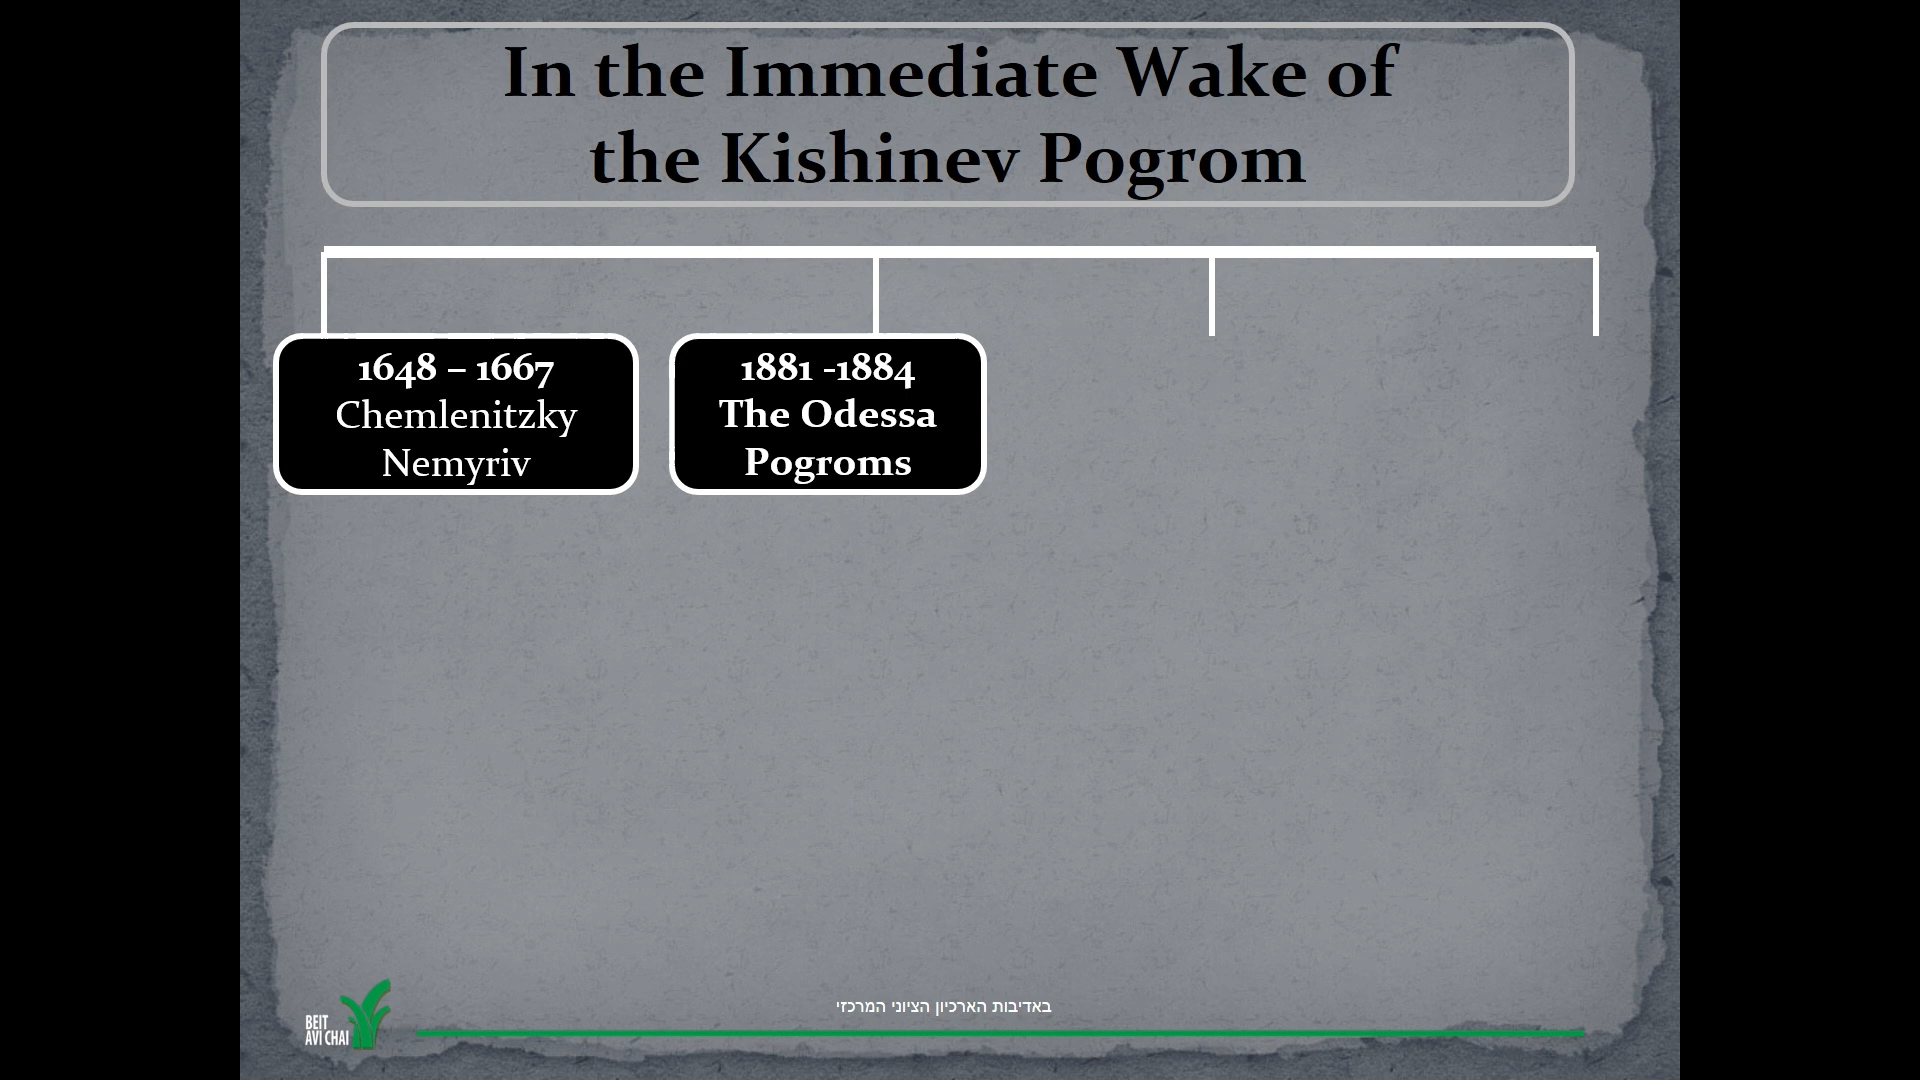 In the Immediate Wake of
the Kishinev Pogrom
1648 – 1667
Chemlenitzky
Nemyriv
1881 -1884
The Odessa
Pogroms
באדיבות הארכיון הציוני המרכזי
BEIT
AVI CHAI